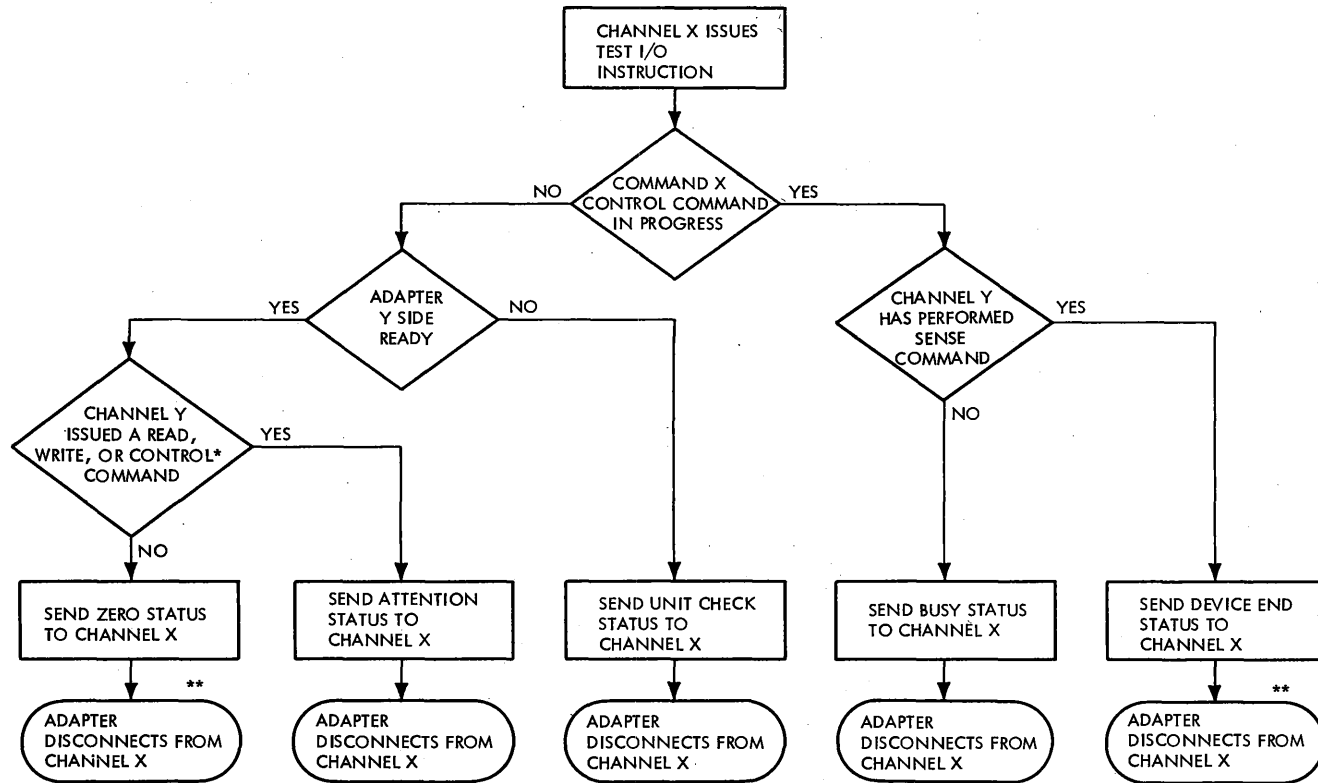 CHANNEL X ISSUES
TEST I/O
INSTRUCTION
NO
COMMAND X
CONTROL COMMAND
IN PROGRESS
YES
YES
ADAPTER
Y SIDE
READY
NO
CHANNEL Y
HAS PERFORMED
SENSE
COMMAND
YES
NO
CHANNEL Y
ISSUED A READ,
WRITE, OR CONTROL*
COMMAND
YES
NO
SEND ZERO STATUS
TO CHANNEL X
SEND ATTENTION
STATUS TO
CHANNEL X
SEND UNIT CHECK
STATUS TO
CHANNEL X
SEND BUSY STATUS
TO CHANNEL X
SEND DEVICE END
STATUS TO
CHANNEL X
**
ADAPTER
DISCONNECTS FROM
CHANNEL X
ADAPTER
DISCONNECTS FROM
CHANNEL X
ADAPTER
DISCONNECTS FROM
CHANNEL X
ADAPTER
DISCONNECTS FROM
CHANNEL X
**
ADAPTER
DISCONNECTS FROM
CHANNEL X